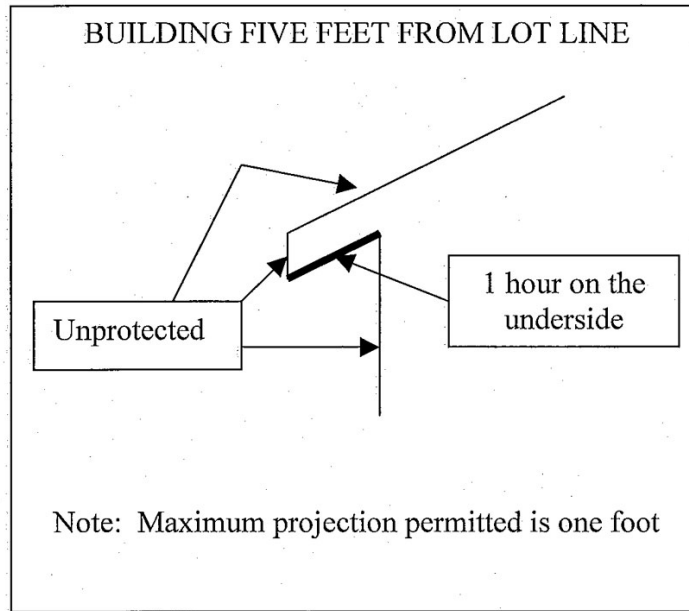 BUILDING FIVE FEET FROM LOT LINE
Unprotected
1 hour on the
underside
Note: Maximum projection permitted is one foot